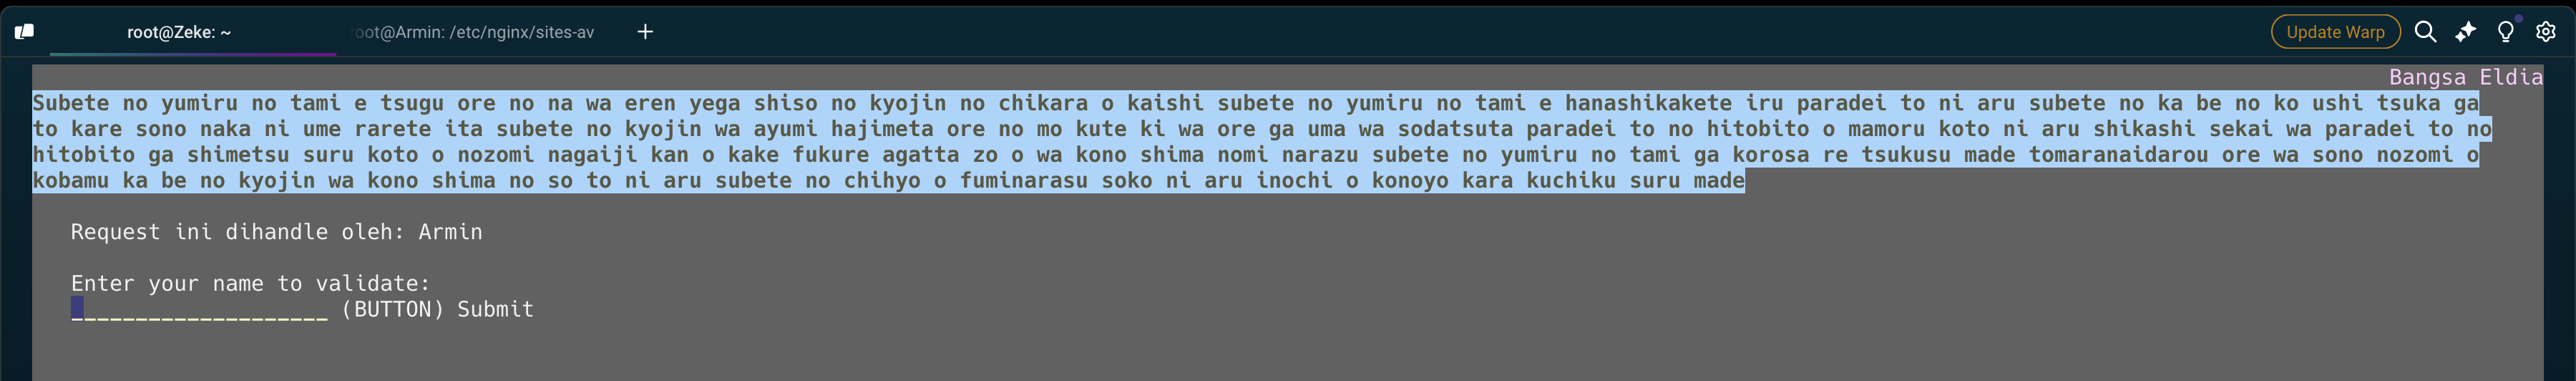 root@Zeke: ~
oot@Armin: /etc/nginx/sites-av
+
Update Warp
Bangsa Eldia
Subete no yumiru no tami e tsugu ore no na wa eren yega shiso no kyojin no chikara o kaishi subete no yumiru no tami e hanashikakete iru paradei to ni aru subete no ka be no ko ushi tsuka ga
to kare sono naka ni ume rarete ita subete no kyojin wa ayumi hajimeta ore no mo kute ki wa ore ga uma wa sodatsuta paradei to no hitobito o mamoru koto ni aru shikashi sekai wa paradei to no
hitobito ga shimetsu suru koto o nozomi nagaiji kan o kake fukure agatta zo o wa kono shima nomi narazu subete no yumiru no tami ga korosa re tsukusu made tomaranaidarou ore wa sono nozomi o
kobamu ka be no kyojin wa kono shima no so to ni aru subete no chihyo o fuminarasu soko ni aru inochi o konoyo kara kuchiku suru made
Request ini dihandle oleh: Armin
Enter your name to validate:
____________________ (BUTTON) Submit